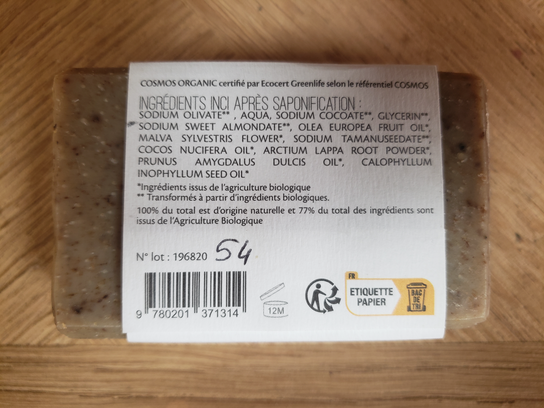 COSMOS ORGANIC certifié par Ecocert Greenlife selon le référentiel COSMOS
INGRÉDIENTS INCI APRÈS SAPONIFICATION :
SODIUM OLIVATE** , AQUA, SODIUM COCOATE**, GLYCERIN**,
SODIUM SWEET ALMONDATE**, OLEA EUROPEA FRUIT OIL*,
MALVA SYLVESTRIS FLOWER*, SODIUM TAMANUSEEDATE**,
COCOS NUCIFERA OIL*, ARCTIUM LAPPA ROOT POWDER*,
PRUNUS AMYGDALUS DULCIS OIL*, CALOPHYLLUM
INOPHYLLUM SEED OIL*
*Ingrédients issus de l'agriculture biologique
** Transformés à partir d'ingrédients biologiques.
100% du total est d'origine naturelle et 77% du total des ingrédients sont
issus de l'Agriculture Biologique
N° lot : 196820 54
9 780201 371314
12M
FR
ETIQUETTE
PAPIER
BAC
DE
TRI